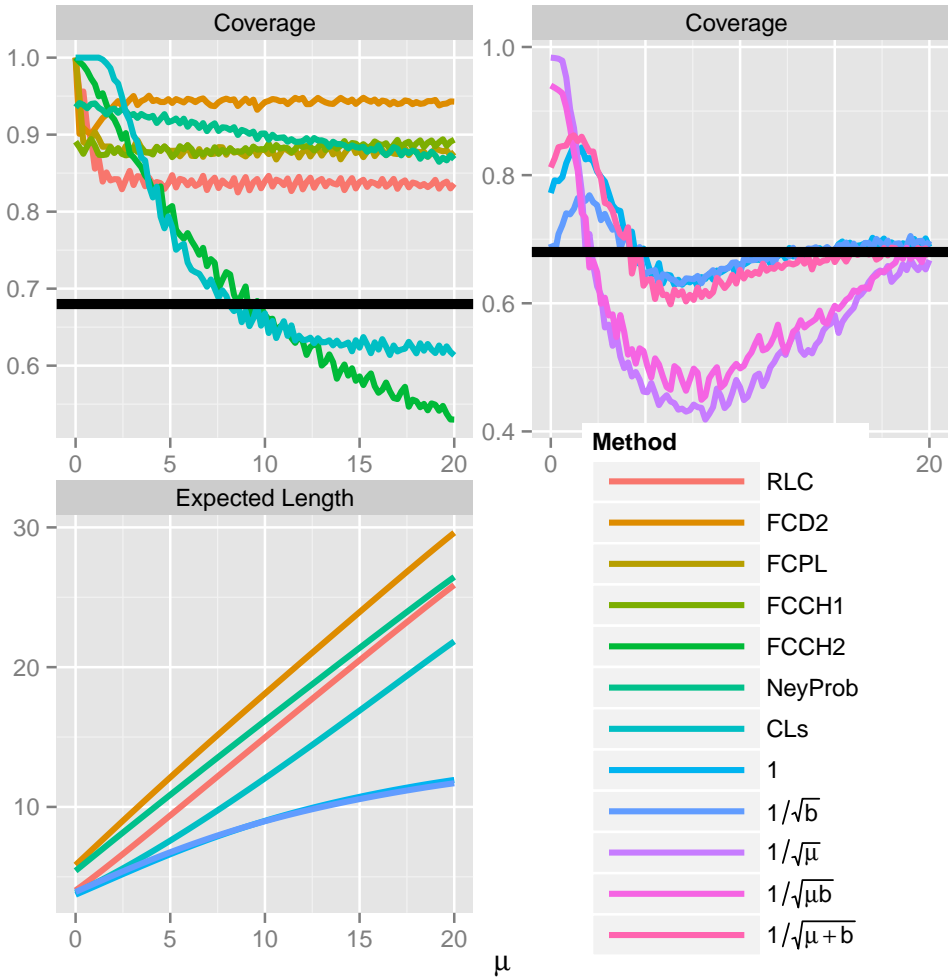 Coverage
1.0
0.9
0.8
0.7
0.6
0 5 10 15 20
Coverage
1.0
0.8
0.6
0.4
0 20
Expected Length
30
20
10
0 5 10 15 20
μ
Method
RLC
FCD2
FCPL
FCCH1
FCCH2
NeyProb
CLs
1
1/√b
1/√μ
1/√μb
1/√μ+b